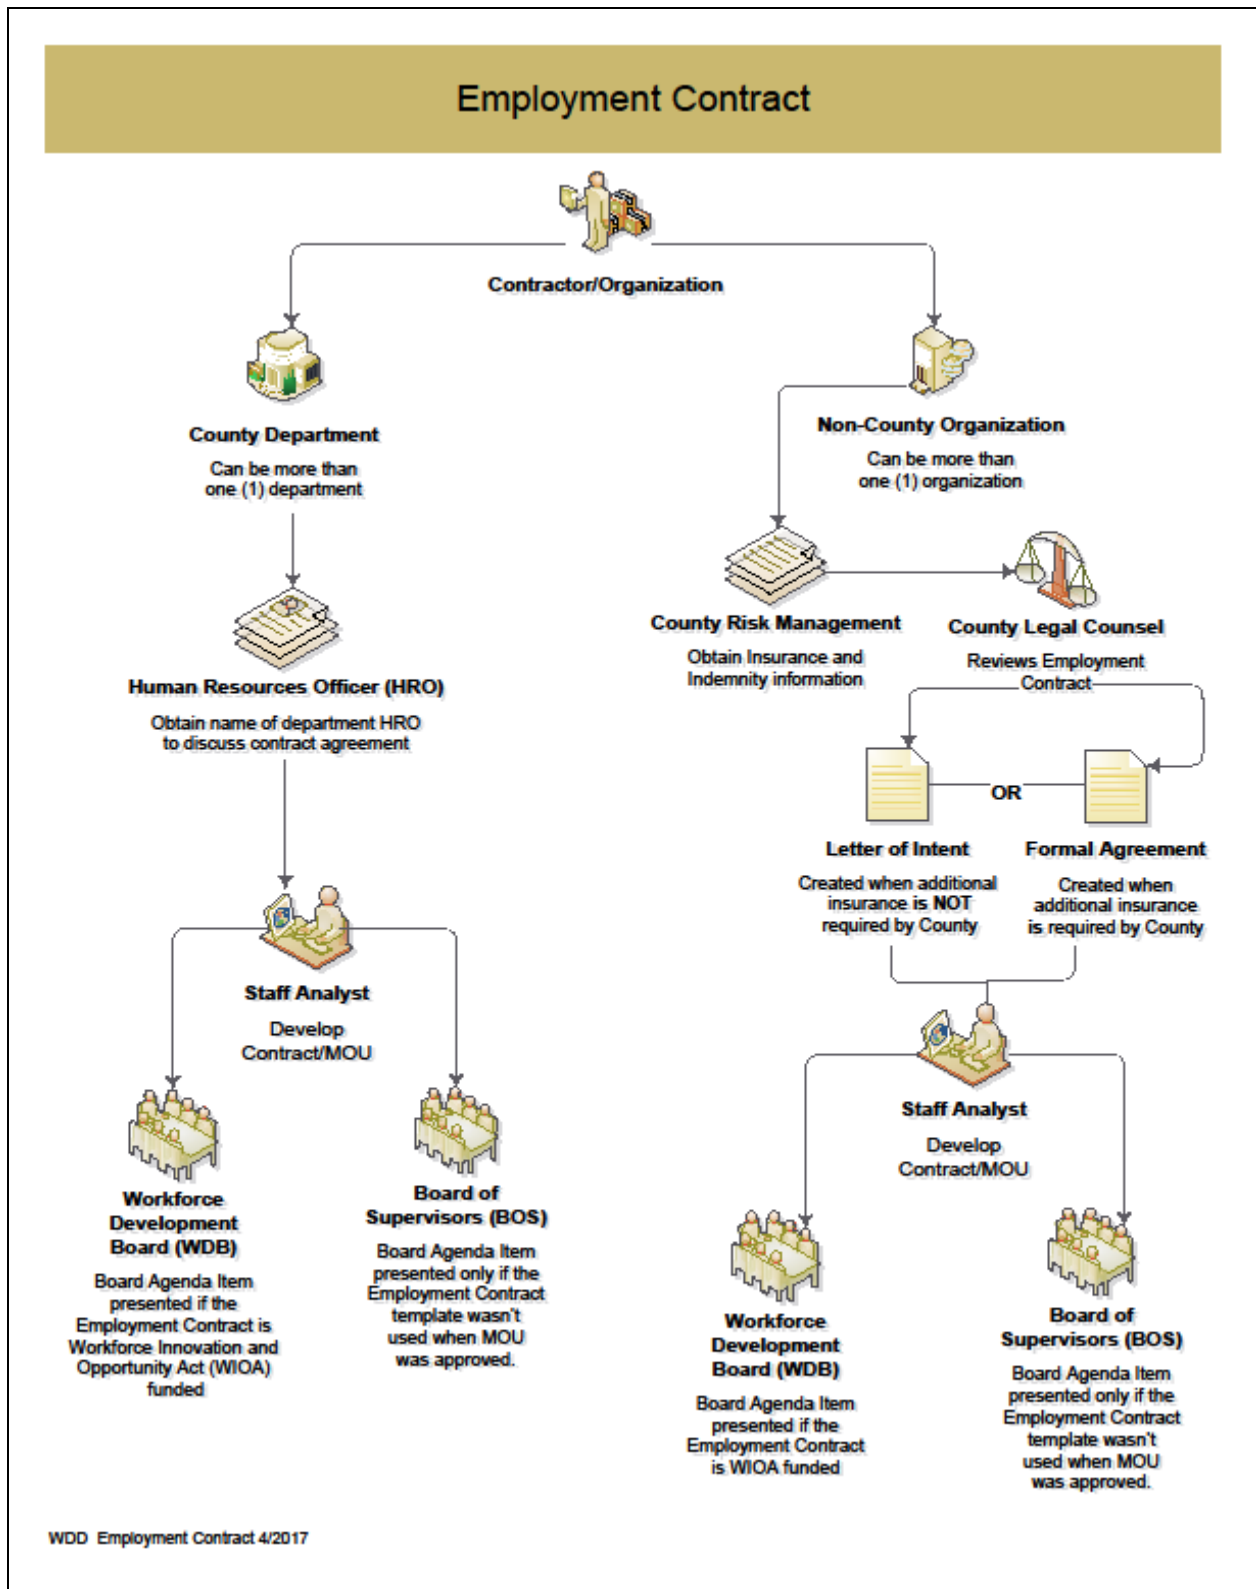 Employment Contract
Contractor/Organization
County Department
Can be more than
one (1) department
Human Resources Officer (HRO)
Obtain name of department HRO
to discuss contract agreement
Staff Analyst
Develop
Contract/MOU
Workforce
Development
Board (WDB)
Board Agenda Item
presented if the
Employment Contract is
Workforce Innovation and
Opportunity Act (WIOA)
funded
Board of
Supervisors (BOS)
Board Agenda Item
presented only if the
Employment Contract
template wasn't
used when MOU
was approved.
Non-County Organization
Can be more than
one (1) organization
County Risk Management
Obtain Insurance and
Indemnity information
County Legal Counsel
Reviews Employment
Contract
OR
Letter of Intent
Created when additional
insurance is NOT
required by County
Formal Agreement
Created when
additional insurance
is required by County
Staff Analyst
Develop
Contract/MOU
Workforce
Development
Board (WDB)
Board Agenda Item
presented if the
Employment Contract
is WIOA funded
Board of
Supervisors (BOS)
Board Agenda Item
presented only if the
Employment Contract
template wasn't
used when MOU
was approved.
WDD Employment Contract 4/2017